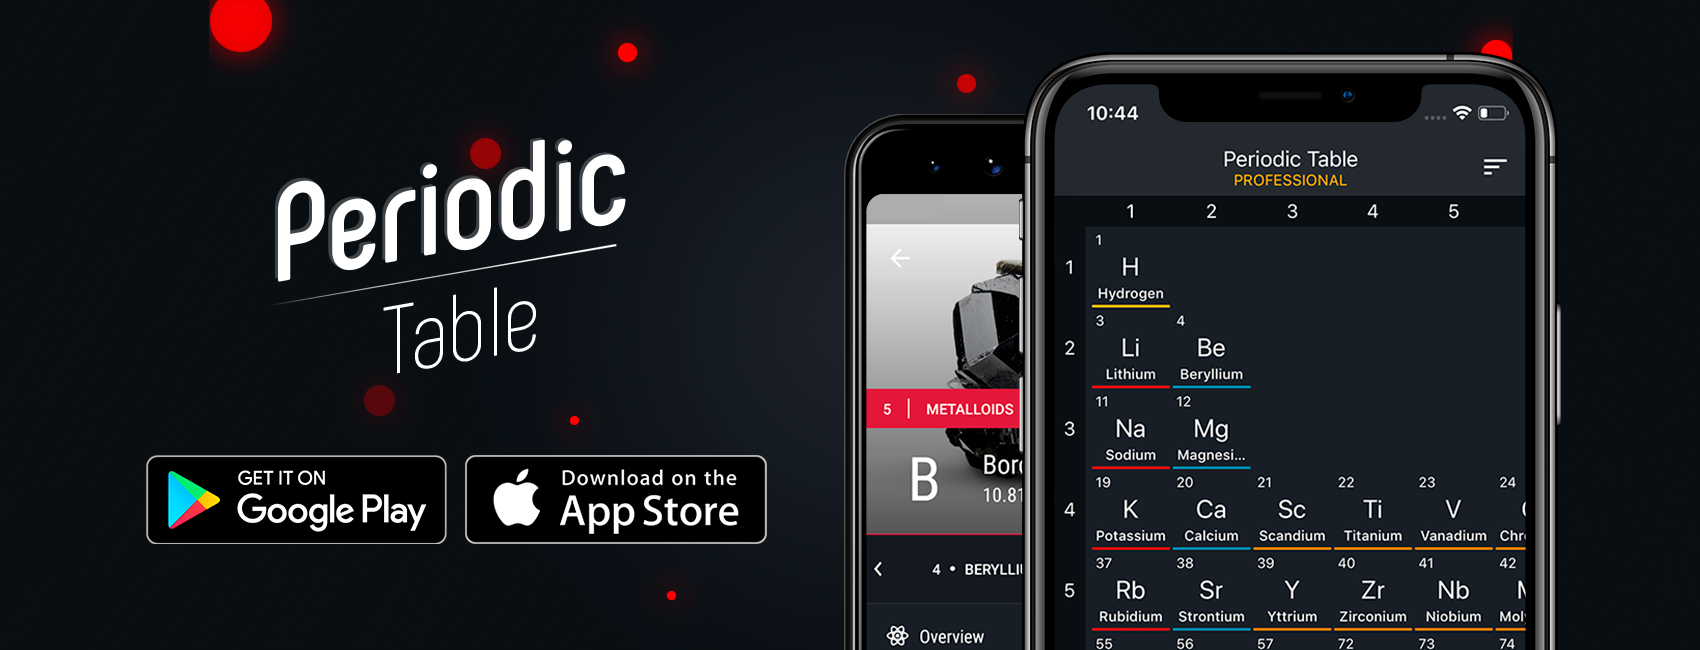 Periodic
Table
GET IT ON
Google Play
Download on the
App Store
5 | METALLOIDS
B
10.81
4 • BERYLLIU
Overview
10:44
Periodic Table
PROFESSIONAL
1 2 3 4 5
1
1 H
Hydrogen
3 4
2 Li Be
Lithium Beryllium
11 12
3 Na Mg
Sodium Magnesi...
19 20 21 22 23 24
4 K Ca Sc Ti V
Potassium Calcium Scandium Titanium Vanadium Chr
37 38 39 40 41 42
5 Rb Sr Y Zr Nb
Rubidium Strontium Yttrium Zirconium Niobium Mol
55 56 57 72 73 74